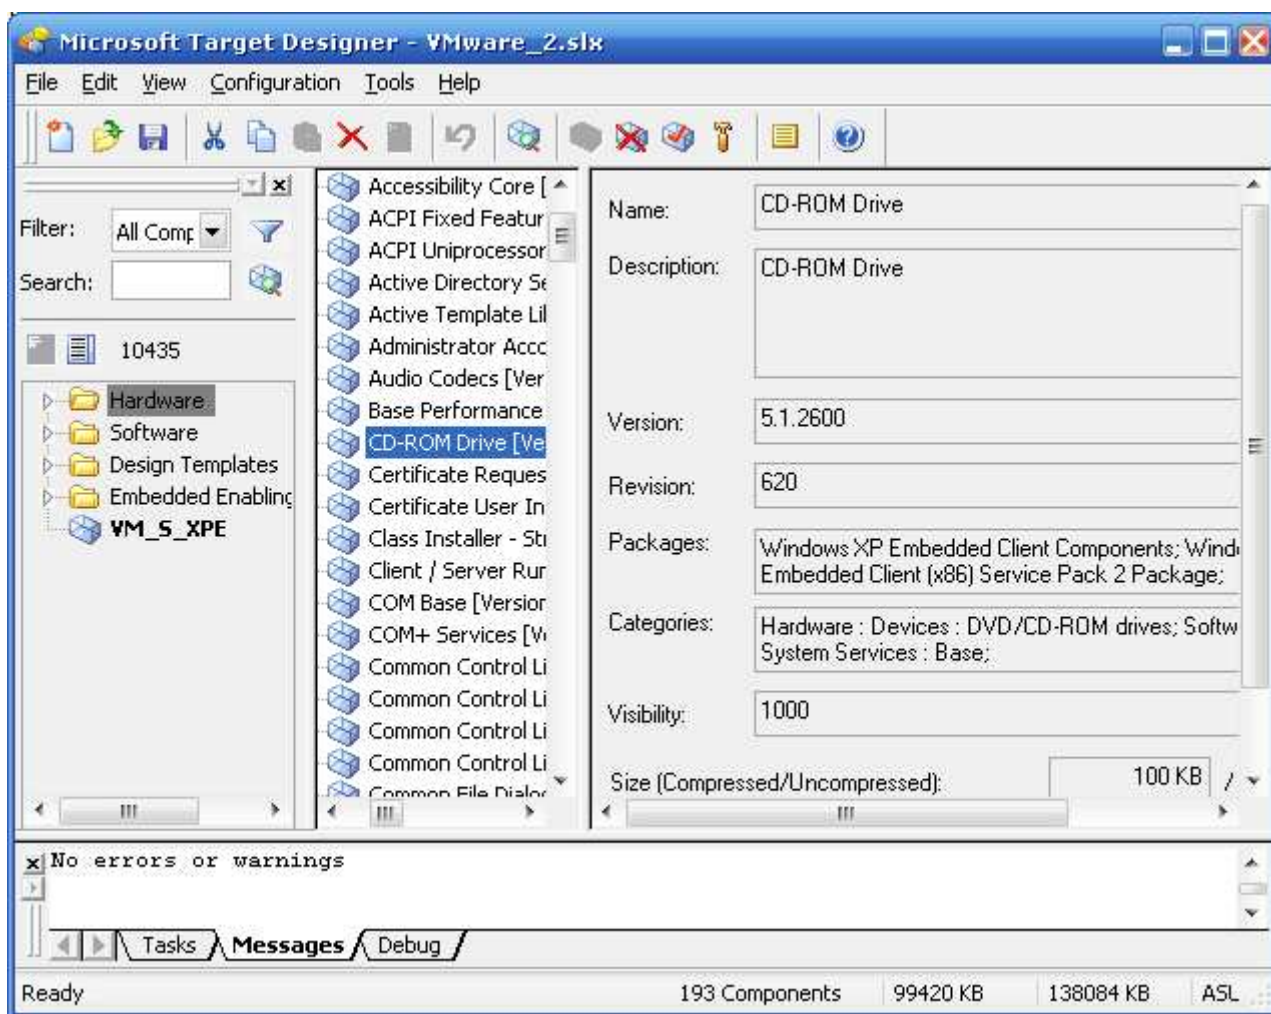 Microsoft Target Designer - VMware_2.slx
File Edit View Configuration Tools Help
Filter:
All Comp
Search:
10435
Hardware
Software
Design Templates
Embedded Enabling
VM_S_XPE
Accessibility Core [
ACPI Fixed Featur
ACPI Uniprocessor
Active Directory Se
Active Template Lil
Administrator Acco
Audio Codecs [Ver
Base Performance
CD-ROM Drive [Ve
Certificate Reques
Certificate User In
Class Installer - Sti
Client / Server Run
COM Base [Version
COM+ Services [V
Common Control Li
Common Control Li
Common Control Li
Common Control Li
Common File Dialo
Name:
CD-ROM Drive
Description:
CD-ROM Drive
Version:
5.1.2600
Revision:
620
Packages:
Windows XP Embedded Client Components; Wind
Embedded Client (x86) Service Pack 2 Package;
Categories:
Hardware : Devices : DVD/CD-ROM drives; Softw
System Services : Base;
Visibility:
1000
Size (Compressed/Uncompressed):
100 KB /
No errors or warnings
Tasks Messages Debug
Ready
193 Components 99420 KB 138084 KB ASL